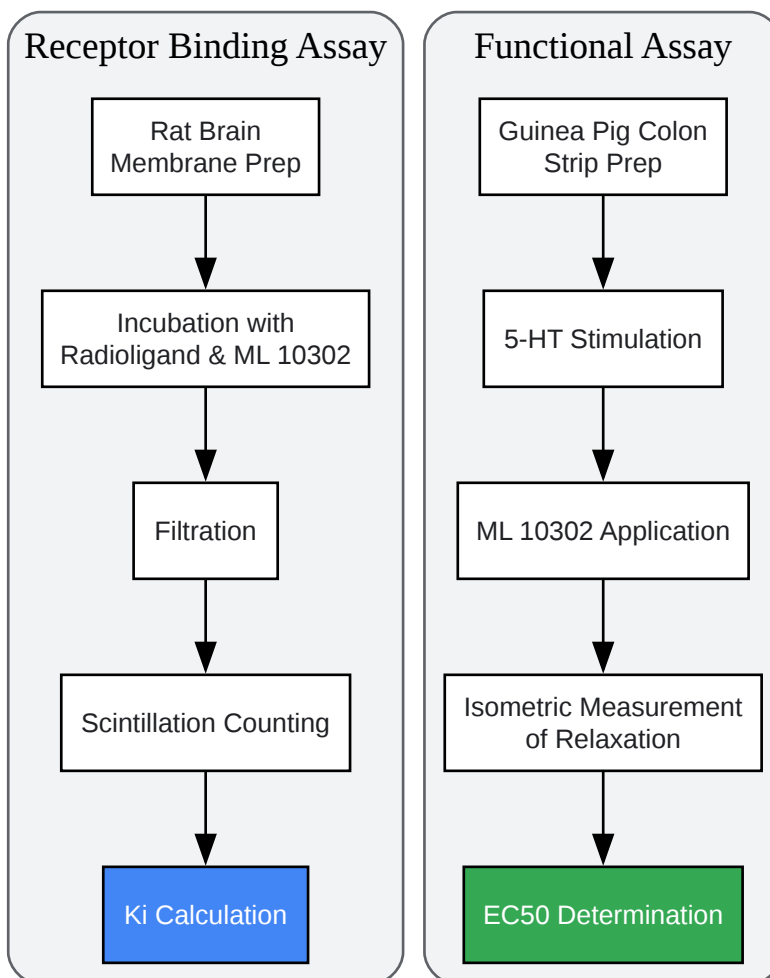 Receptor Binding Assay
Rat Brain
Membrane Prep
Incubation with
Radioligand & ML 10302
Filtration
Scintillation Counting
Ki Calculation
Functional Assay
Guinea Pig Colon
Strip Prep
5-HT Stimulation
ML 10302 Application
Isometric Measurement
of Relaxation
EC50 Determination